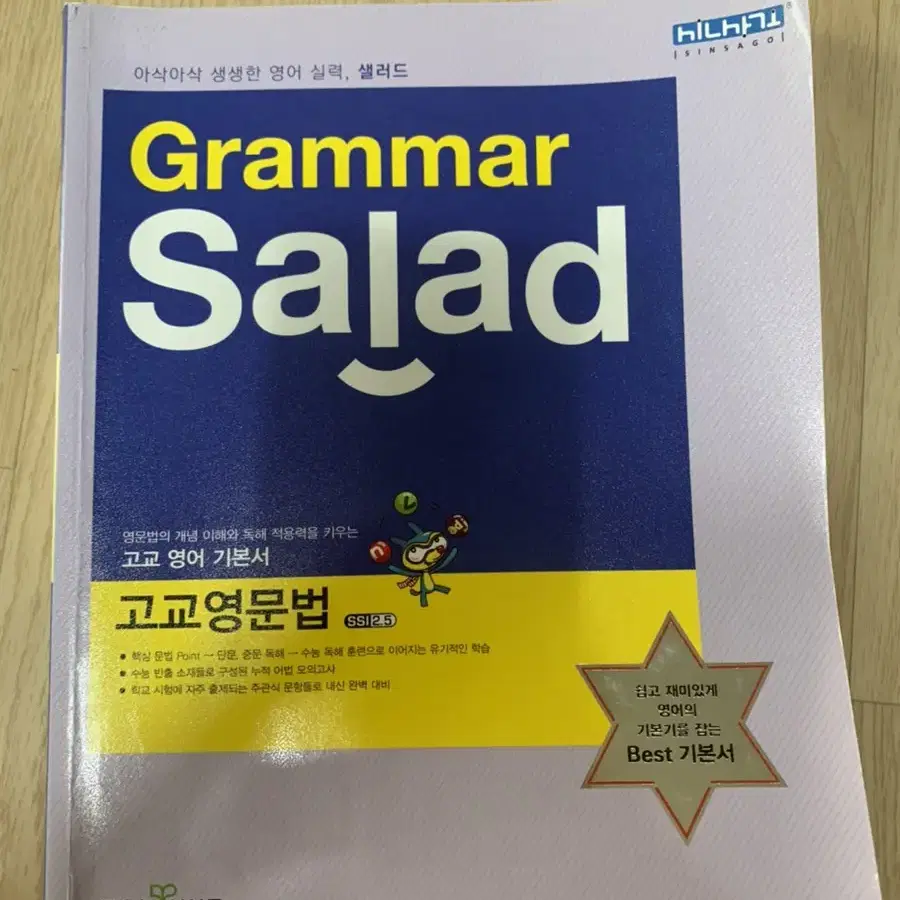 신사고
SINSAGO
아삭아삭 생생한 영어 실력, 샐러드
Grammar
Salad
영문법의 개념 이해와 독해 적용력을 키우는
고교 영어 기본서
고교영문법 SSI 2.5
• 핵심 문법 Point → 단문, 중문 독해 → 수능 독해 훈련으로 이어지는 유기적인 학습
• 수능 빈출 소재들로 구성된 누적 어법 모의고사
• 학교 시험에 자주 출제되는 주관식 문항들로 내신 완벽 대비
쉽고 재미있게
영어의
기본기를 잡는
Best 기본서